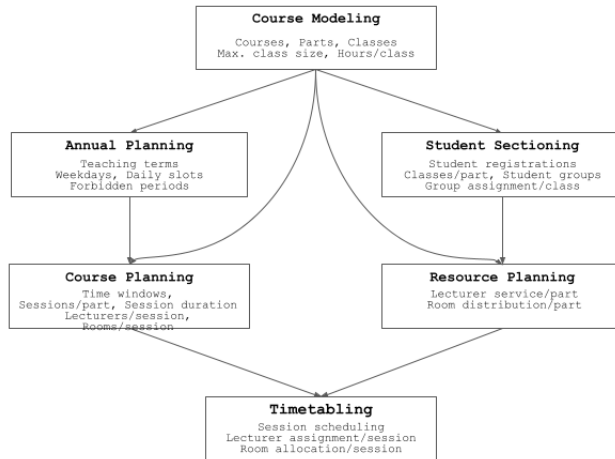 Course Modeling
Courses, Parts, Classes
Max. class size, Hours/class
Annual Planning
Teaching terms
Weekdays, Daily slots
Forbidden periods
Student Sectioning
Student registrations
Classes/part, Student groups
Group assignment/class
Course Planning
Time windows,
Sessions/part, Session duration
Lecturers/session,
Rooms/session
Resource Planning
Lecturer service/part
Room distribution/part
Timetabling
Session scheduling
Lecturer assignment/session
Room allocation/session